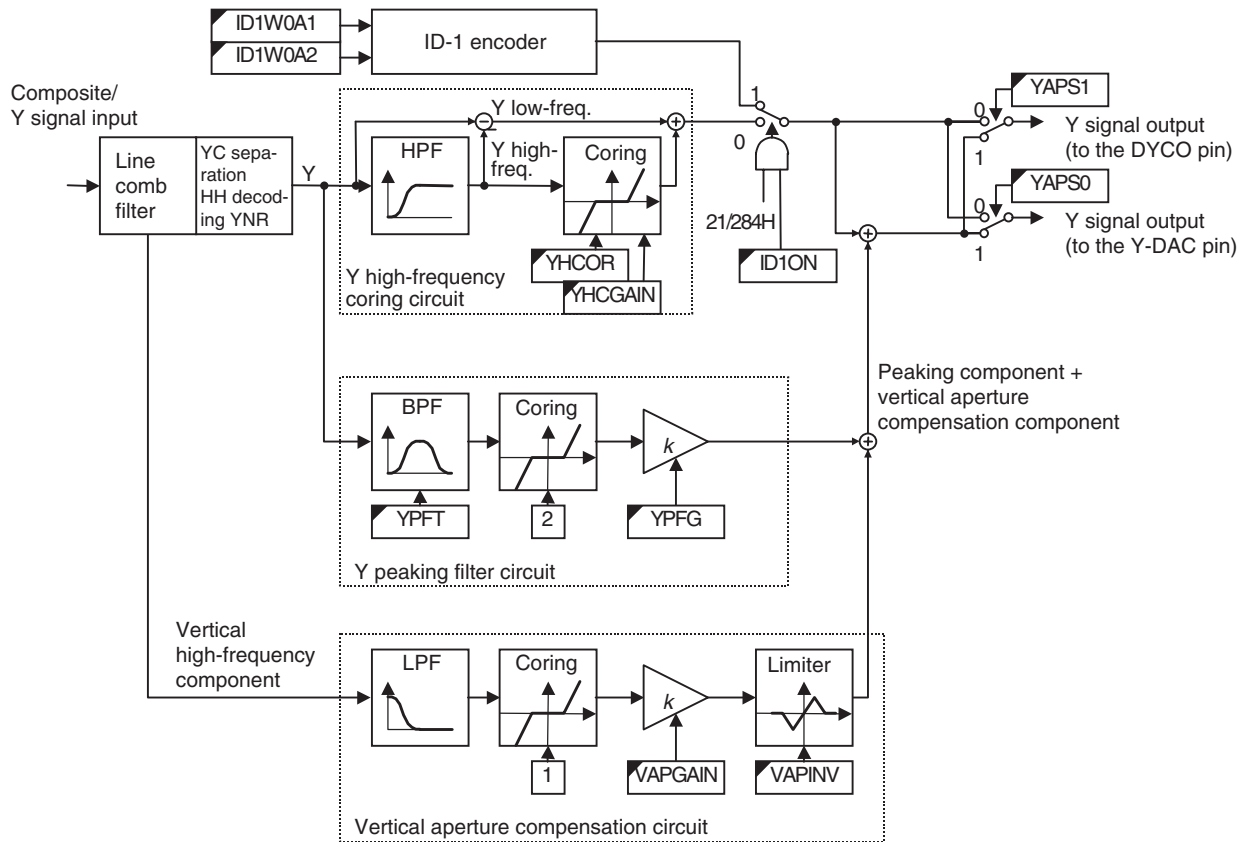 ID1W0A1
ID1W0A2
ID-1 encoder
Composite/
Y signal input
Line
comb
filter
YC sepa-
ration
HH decod-
ing YNR
Y
HPF
−
Y low-freq.
Y high-
freq.
+
Coring
YHCOR
YHCGAIN
Y high-frequency
coring circuit
1
0
21/284H
ID1ON
YAPS1
0
1
Y signal output
(to the DYCO pin)
YAPS0
0
1
Y signal output
(to the Y-DAC pin)
+
Peaking component +
vertical aperture
compensation component
BPF
Coring
k
+
YPFT
2
YPFG
Y peaking filter circuit
Vertical
high-frequency
component
LPF
Coring
k
Limiter
1
VAPGAIN
VAPINV
Vertical aperture compensation circuit